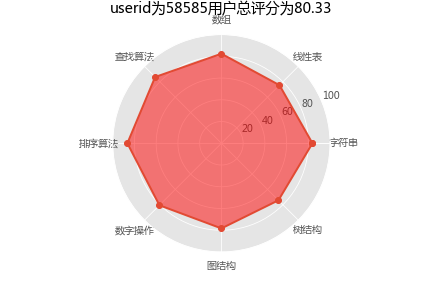 userid为58585用户总评分为80.33
数组
查找算法
线性表
100
80
60
40
20
排序算法
字符串
数字操作
树结构
图结构